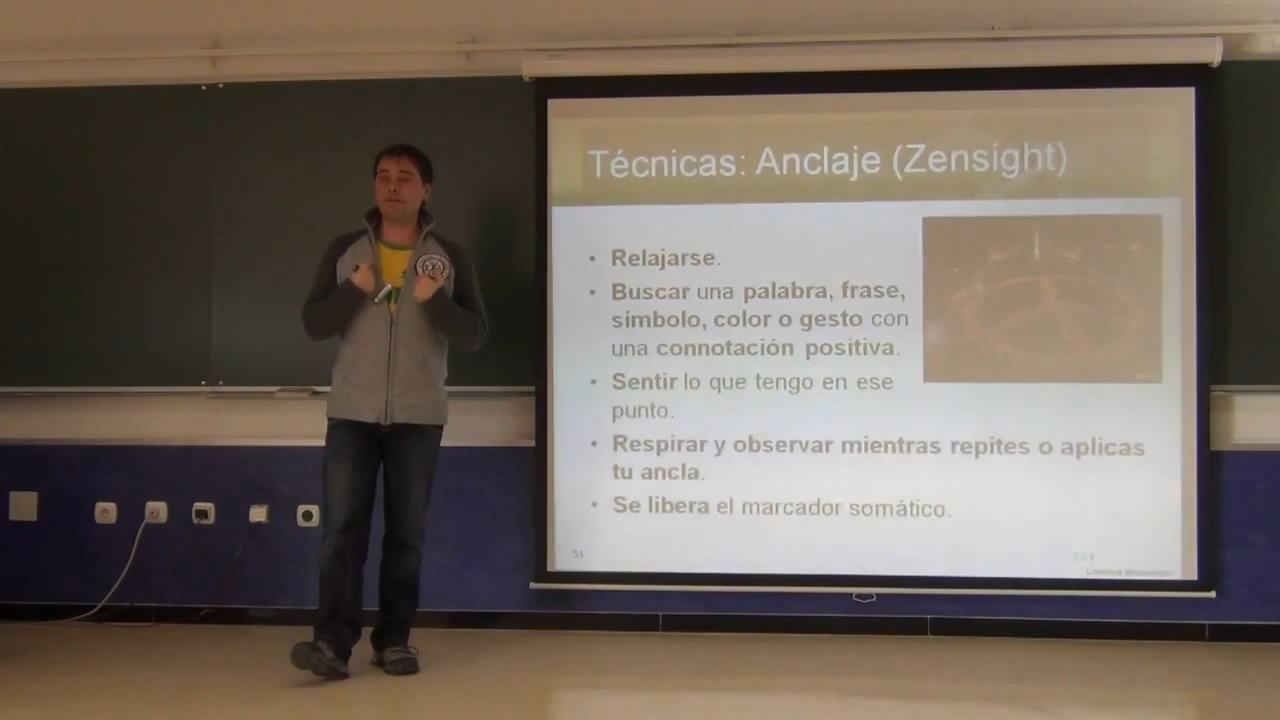 Técnicas: Anclaje (Zensight)
• Relajarse.
• Buscar una palabra, frase,
símbolo, color o gesto con
una connotación positiva.
• Sentir lo que tengo en ese
punto.
• Respirar y observar mientras repites o aplicas
tu ancla.
• Se libera el marcador somático.
51